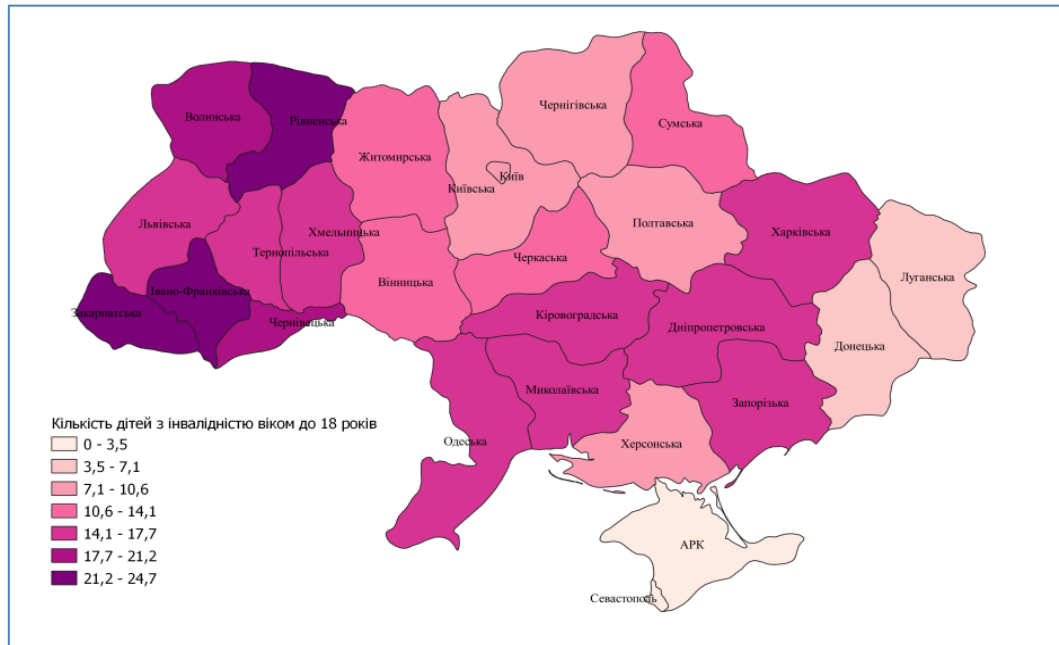 Чернігівська
Волинська
Рівненська
Сумська
Житомирська
Київ
Київська
Львівська
Полтавська
Хмельницька
Харківська
Тернопільська
Черкаська
Луганська
Вінницька
Івано-Франківська
Закарпатська
Чернівецька
Кіровоградська
Дніпропетровська
Донецька
Миколаївська
Запорізька
Одеська
Херсонська
АРК
Севастополь
Кількість дітей з інвалідністю віком до 18 років
0 - 3,5
3,5 - 7,1
7,1 - 10,6
10,6 - 14,1
14,1 - 17,7
17,7 - 21,2
21,2 - 24,7